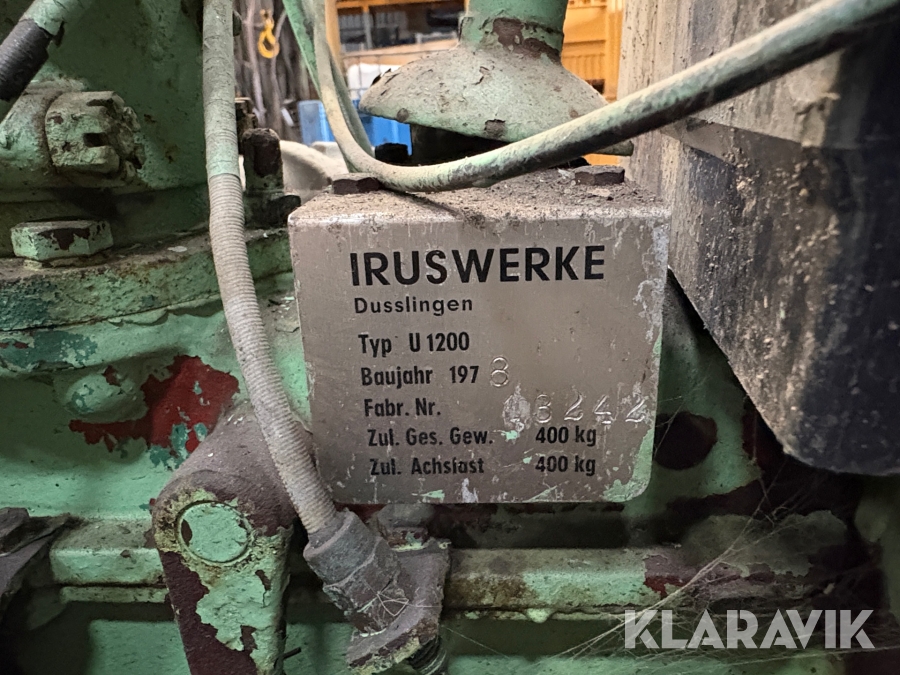 IRUSWERKE
Dusslingen
Typ U 1200
Baujahr 1978
Fabr. Nr.
Zul. Ges. Gew. 400 kg
Zul. Achslast 400 kg
KLARAVIK